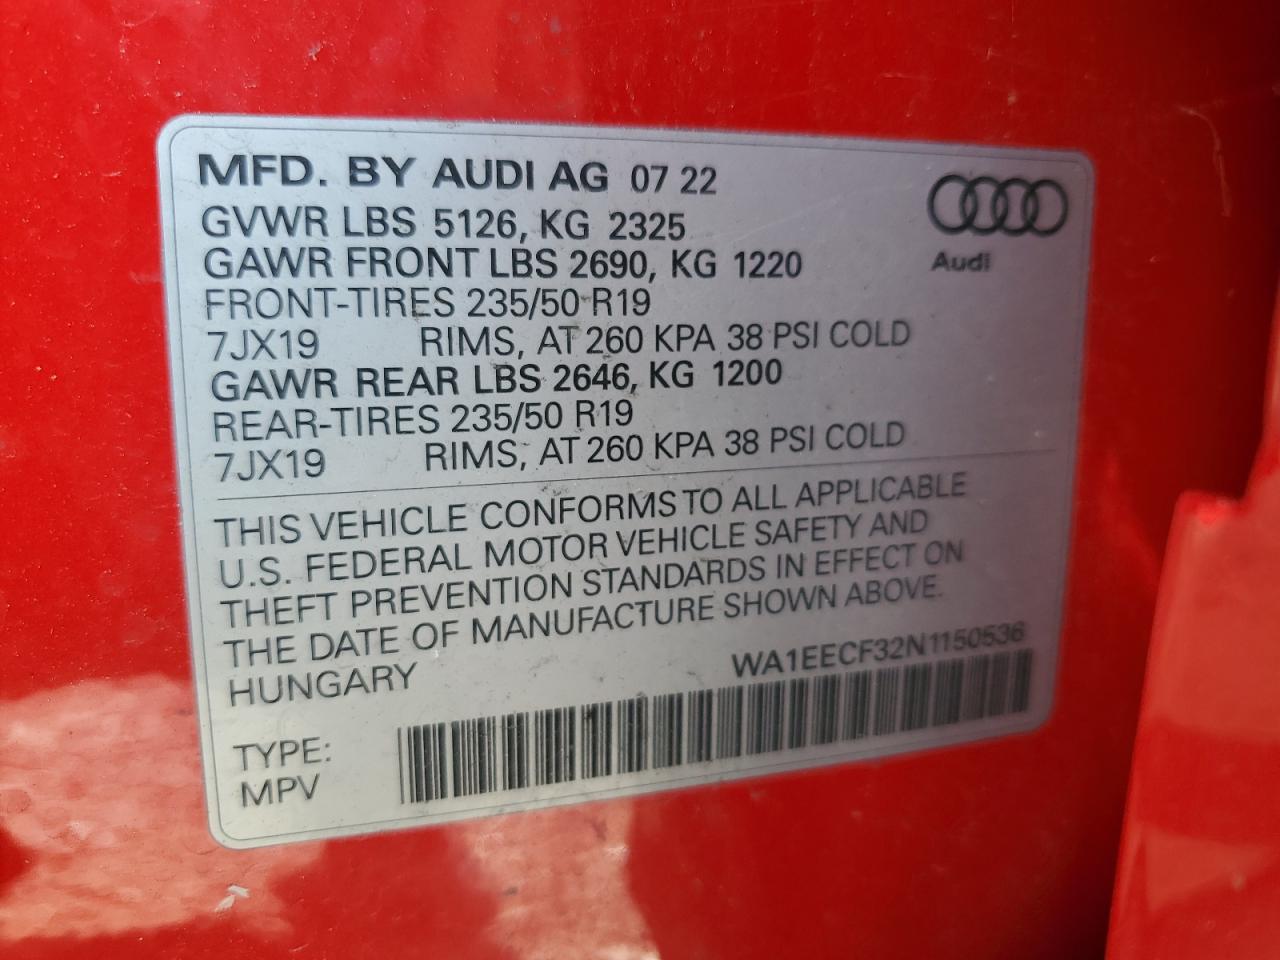 MFD. BY AUDI AG 07 22
GVWR LBS 5126, KG 2325
GAWR FRONT LBS 2690, KG 1220
FRONT-TIRES 235/50 R19
7JX19 RIMS, AT 260 KPA 38 PSI COLD
GAWR REAR LBS 2646, KG 1200
REAR-TIRES 235/50 R19
7JX19 RIMS, AT 260 KPA 38 PSI COLD
Audi
THIS VEHICLE CONFORMS TO ALL APPLICABLE
U.S. FEDERAL MOTOR VEHICLE SAFETY AND
THEFT PREVENTION STANDARDS IN EFFECT ON
THE DATE OF MANUFACTURE SHOWN ABOVE.
HUNGARY
WA1EECF32N1150536
TYPE:
MPV